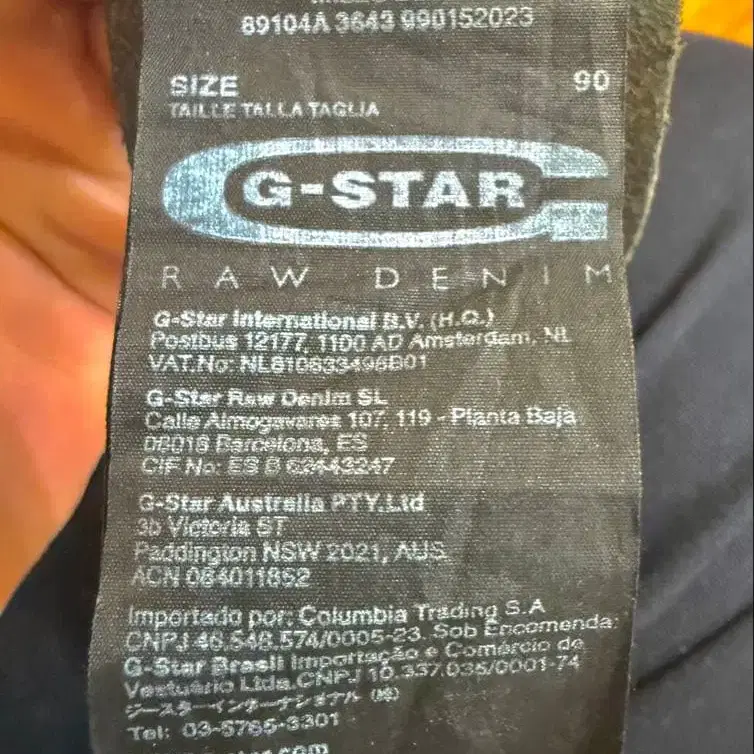 89104A 3643 990152023
SIZE 90
TAILLE TALLA TAGLIA
G-STAR
RAW DENIM
G-Star International B.V. (H.Q.)
Postbus 12177, 1100 AD Amsterdam, NL
VAT.No: NL810633496B01
G-Star Raw Denim SL
Calle Almogavares 107, 119 - Planta Baja
08018 Barcelona, ES
CIF No: ES B 62443247
G-Star Australia PTY.Ltd
3b Victoria ST
Paddington NSW 2021, AUS
ACN 084011852
Importado por: Columbia Trading S.A
CNPJ 46.548.574/0005-23. Sob Encomenda:
G-Star Brasil Importação e Comércio de
Vestuário Ltda.CNPJ 10.337.035/0001-74
ジースターインターナショナル (株)
Tel: 03-5765-3301